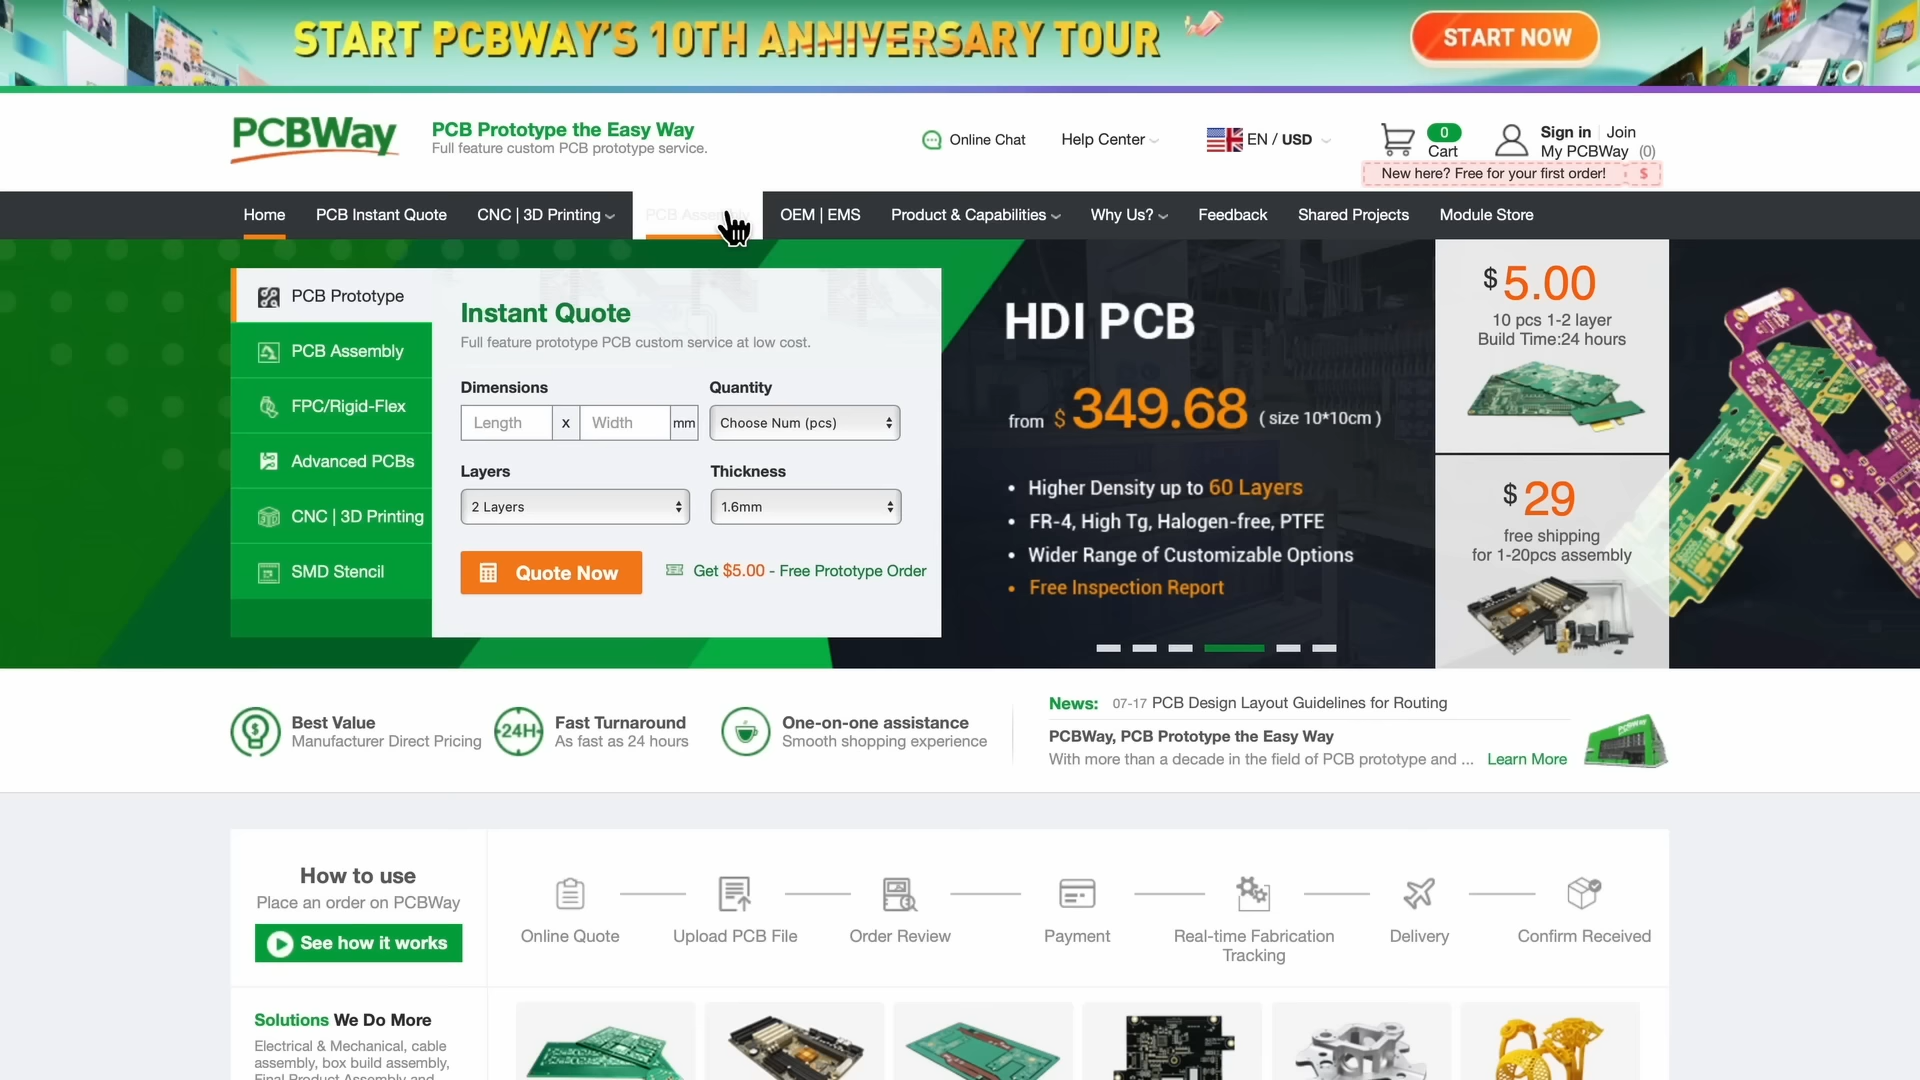 START PCBWAY'S 10TH ANNIVERSARY TOUR
START NOW
PCBWay
PCB Prototype the Easy Way
Full feature custom PCB prototype service.
Online Chat
Help Center
EN / USD
0
Cart
Sign in | Join
My PCBWay (0)
New here? Free for your first order! $
Home
PCB Instant Quote
CNC | 3D Printing
PCB Assembly
OEM | EMS
Product & Capabilities
Why Us?
Feedback
Shared Projects
Module Store
PCB Prototype
PCB Assembly
FPC/Rigid-Flex
Advanced PCBs
CNC | 3D Printing
SMD Stencil
Instant Quote
Full feature prototype PCB custom service at low cost.
Dimensions
Quantity
Length x Width mm
Choose Num (pcs)
Layers
Thickness
2 Layers
1.6mm
Quote Now
Get $5.00 - Free Prototype Order
HDI PCB
from $ 349.68 ( size 10*10cm )
• Higher Density up to 60 Layers
• FR-4, High Tg, Halogen-free, PTFE
• Wider Range of Customizable Options
• Free Inspection Report
$ 5.00
10 pcs 1-2 layer
Build Time:24 hours
$ 29
free shipping
for 1-20pcs assembly
Best Value
Manufacturer Direct Pricing
24H
Fast Turnaround
As fast as 24 hours
One-on-one assistance
Smooth shopping experience
News: 07-17 PCB Design Layout Guidelines for Routing
PCBWay, PCB Prototype the Easy Way
With more than a decade in the field of PCB prototype and ... Learn More
How to use
Place an order on PCBWay
See how it works
Online Quote
Upload PCB File
Order Review
Payment
Real-time Fabrication
Tracking
Delivery
Confirm Received
Solutions We Do More
Electrical & Mechanical, cable
assembly, box build assembly,
Final Product Assembly and